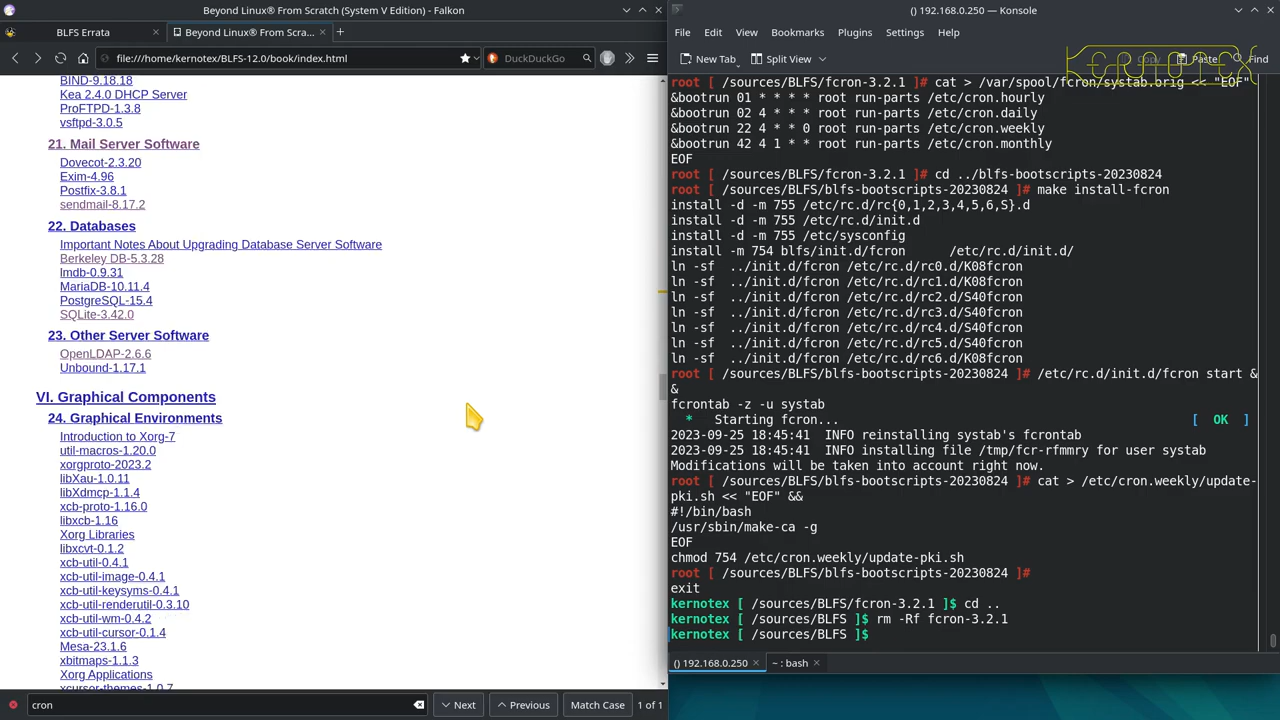 Beyond Linux® From Scratch (System V Edition) - Falkon
BLFS Errata
Beyond Linux® From Scra...
file:///home/kernotex/BLFS-12.0/book/index.html
DuckDuckGo
BIND-9.18.18
Kea 2.4.0 DHCP Server
ProFTPD-1.3.8
vsftpd-3.0.5
21. Mail Server Software
Dovecot-2.3.20
Exim-4.96
Postfix-3.8.1
sendmail-8.17.2
22. Databases
Important Notes About Upgrading Database Server Software
Berkeley DB-5.3.28
lmdb-0.9.31
MariaDB-10.11.4
PostgreSQL-15.4
SQLite-3.42.0
23. Other Server Software
OpenLDAP-2.6.6
Unbound-1.17.1
VI. Graphical Components
24. Graphical Environments
Introduction to Xorg-7
util-macros-1.20.0
xorgproto-2023.2
libXau-1.0.11
libXdmcp-1.1.4
xcb-proto-1.16.0
libxcb-1.16
Xorg Libraries
libxcvt-0.1.2
xcb-util-0.4.1
xcb-util-image-0.4.1
xcb-util-keysyms-0.4.1
xcb-util-renderutil-0.3.10
xcb-util-wm-0.4.2
xcb-util-cursor-0.1.4
Mesa-23.1.6
xbitmaps-1.1.3
Xorg Applications
xcursor-themes-1.0.7
cron
Next
Previous
Match Case
1 of 1
() 192.168.0.250 — Konsole
File Edit View Bookmarks Plugins Settings Help
New Tab Split View Copy Paste Find
KERNOTEX
root [ /sources/BLFS/fcron-3.2.1 ]# cat > /var/spool/fcron/systab.orig << "EOF"
&bootrun 01 * * * * root run-parts /etc/cron.hourly
&bootrun 02 4 * * * root run-parts /etc/cron.daily
&bootrun 22 4 * * 0 root run-parts /etc/cron.weekly
&bootrun 42 4 1 * * root run-parts /etc/cron.monthly
EOF
root [ /sources/BLFS/fcron-3.2.1 ]# cd ../blfs-bootscripts-20230824
root [ /sources/BLFS/blfs-bootscripts-20230824 ]# make install-fcron
install -d -m 755 /etc/rc.d/rc{0,1,2,3,4,5,6,S}.d
install -d -m 755 /etc/rc.d/init.d
install -d -m 755 /etc/sysconfig
install -m 754 blfs/init.d/fcron /etc/rc.d/init.d/
ln -sf ../init.d/fcron /etc/rc.d/rc0.d/K08fcron
ln -sf ../init.d/fcron /etc/rc.d/rc1.d/K08fcron
ln -sf ../init.d/fcron /etc/rc.d/rc2.d/S40fcron
ln -sf ../init.d/fcron /etc/rc.d/rc3.d/S40fcron
ln -sf ../init.d/fcron /etc/rc.d/rc4.d/S40fcron
ln -sf ../init.d/fcron /etc/rc.d/rc5.d/S40fcron
ln -sf ../init.d/fcron /etc/rc.d/rc6.d/K08fcron
root [ /sources/BLFS/blfs-bootscripts-20230824 ]# /etc/rc.d/init.d/fcron start &
&
fcrontab -z -u systab
* Starting fcron... [ OK ]
2023-09-25 18:45:41 INFO reinstalling systab's fcrontab
2023-09-25 18:45:41 INFO installing file /tmp/fcr-rfmmry for user systab
Modifications will be taken into account right now.
root [ /sources/BLFS/blfs-bootscripts-20230824 ]# cat > /etc/cron.weekly/update-
pki.sh << "EOF" &&
#!/bin/bash
/usr/sbin/make-ca -g
EOF
chmod 754 /etc/cron.weekly/update-pki.sh
root [ /sources/BLFS/blfs-bootscripts-20230824 ]#
exit
kernotex [ /sources/BLFS/fcron-3.2.1 ]$ cd ..
kernotex [ /sources/BLFS ]$ rm -Rf fcron-3.2.1
kernotex [ /sources/BLFS ]$
() 192.168.0.250
~ : bash